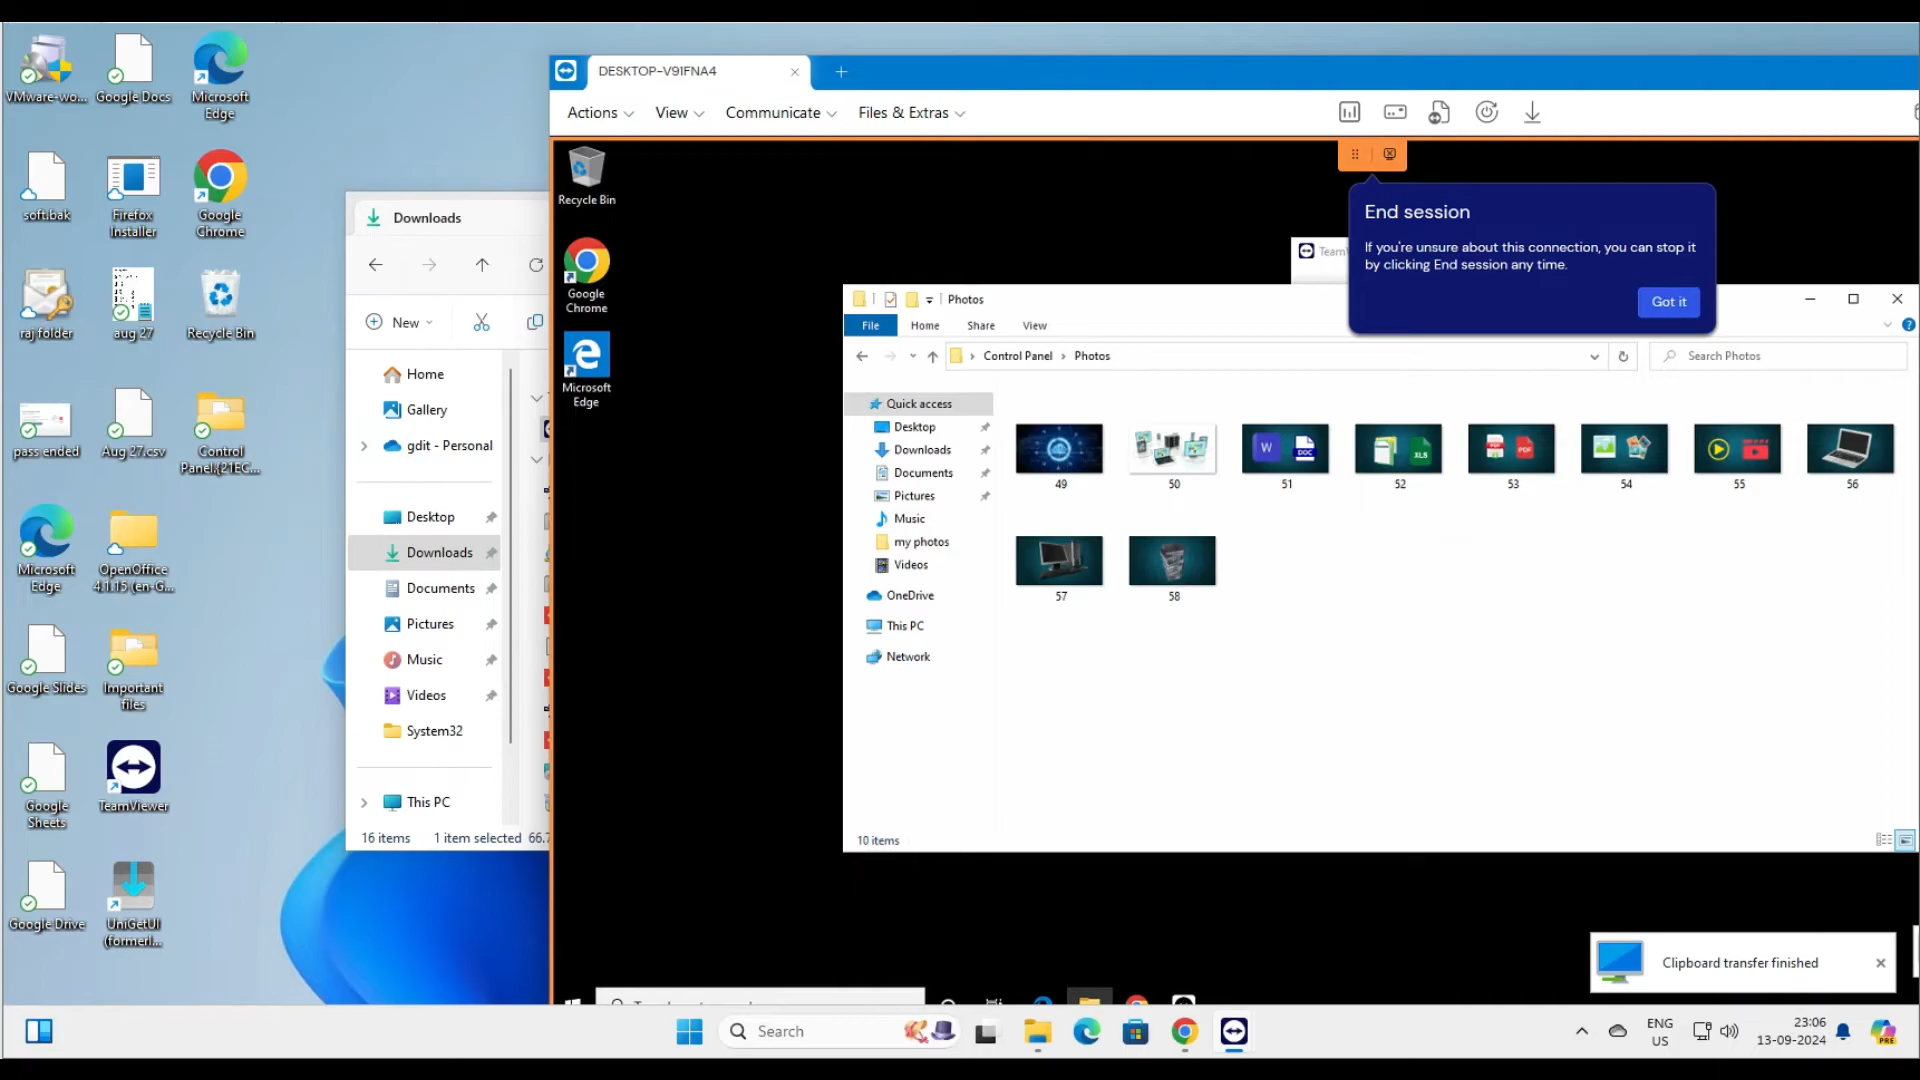 VMware-wo...
Google Docs
Microsoft
Edge
soft.bak
Firefox
Installer
Google
Chrome
raj folder
aug 27
Recycle Bin
pass ended
Aug 27.csv
Control
Panel.{21EC...
Microsoft
Edge
OpenOffice
4.1.15 (en-G...
Google Slides
Important
files
Google
Sheets
TeamViewer
Google Drive
UniGetUI
(formerl...
Downloads
New
Home
Gallery
gdit - Personal
Desktop
Downloads
Documents
Pictures
Music
Videos
System32
This PC
16 items 1 item selected 66.7
DESKTOP-V9IFNA4
Actions View Communicate Files & Extras
Recycle Bin
Google
Chrome
Microsoft
Edge
End session
If you're unsure about this connection, you can stop it
by clicking End session any time.
Got it
Photos
File Home Share View
Control Panel Photos
Search Photos
Quick access
Desktop
Downloads
Documents
Pictures
Music
my photos
Videos
OneDrive
This PC
Network
W DOC
XLS
PDF
49 50 51 52 53 54 55 56
57 58
10 items
Clipboard transfer finished
Search
ENG
US
23:06
13-09-2024
PRE